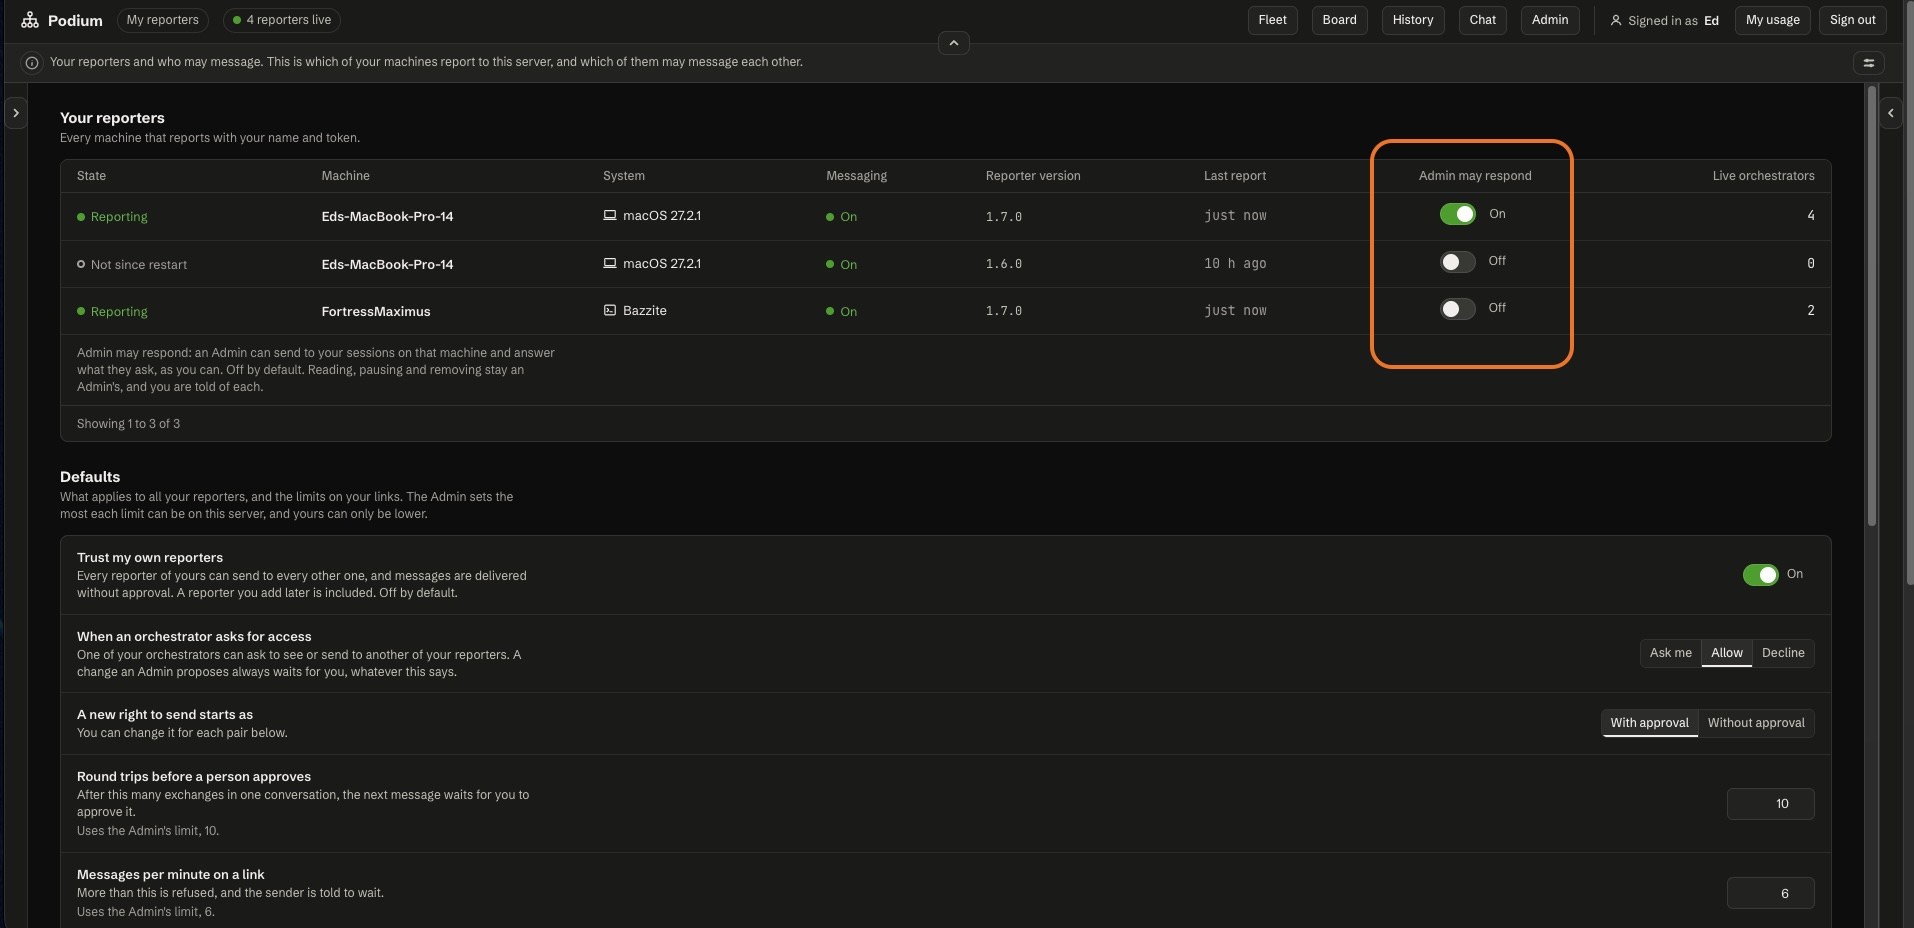 Podium My reporters 4 reporters live Fleet Board History Chat Admin Signed in as Ed My usage Sign out
Your reporters and who may message. This is which of your machines report to this server, and which of them may message each other.
Your reporters
Every machine that reports with your name and token.
State Machine System Messaging Reporter version Last report Admin may respond Live orchestrators
Reporting Eds-MacBook-Pro-14 macOS 27.2.1 On 1.7.0 just now On 4
Not since restart Eds-MacBook-Pro-14 macOS 27.2.1 On 1.6.0 10 h ago Off 0
Reporting FortressMaximus Bazzite On 1.7.0 just now Off 2
Admin may respond: an Admin can send to your sessions on that machine and answer
what they ask, as you can. Off by default. Reading, pausing and removing stay an
Admin's, and you are told of each.
Showing 1 to 3 of 3
Defaults
What applies to all your reporters, and the limits on your links. The Admin sets the
most each limit can be on this server, and yours can only be lower.
Trust my own reporters
Every reporter of yours can send to every other one, and messages are delivered
without approval. A reporter you add later is included. Off by default.
On
When an orchestrator asks for access
One of your orchestrators can ask to see or send to another of your reporters. A
change an Admin proposes always waits for you, whatever this says.
Ask me Allow Decline
A new right to send starts as
You can change it for each pair below.
With approval Without approval
Round trips before a person approves
After this many exchanges in one conversation, the next message waits for you to
approve it.
Uses the Admin's limit, 10.
10
Messages per minute on a link
More than this is refused, and the sender is told to wait.
Uses the Admin's limit, 6.
6